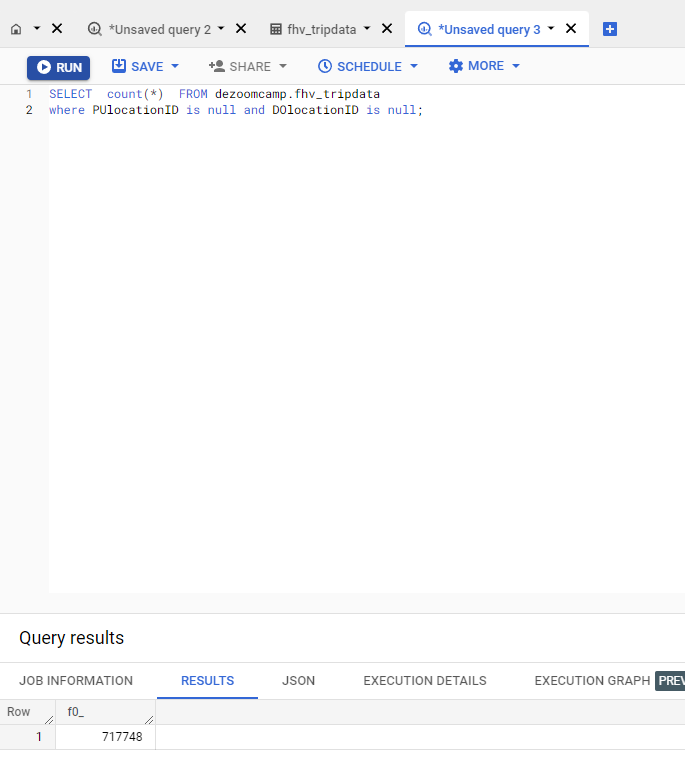 *Unsaved query 2 fhv_tripdata *Unsaved query 3
RUN SAVE SHARE SCHEDULE MORE
1 SELECT  count(*)  FROM dezoomcamp.fhv_tripdata
2 where PUlocationID is null and DOlocationID is null;
Query results
JOB INFORMATION RESULTS JSON EXECUTION DETAILS EXECUTION GRAPH PREV
Row f0_
1 717748